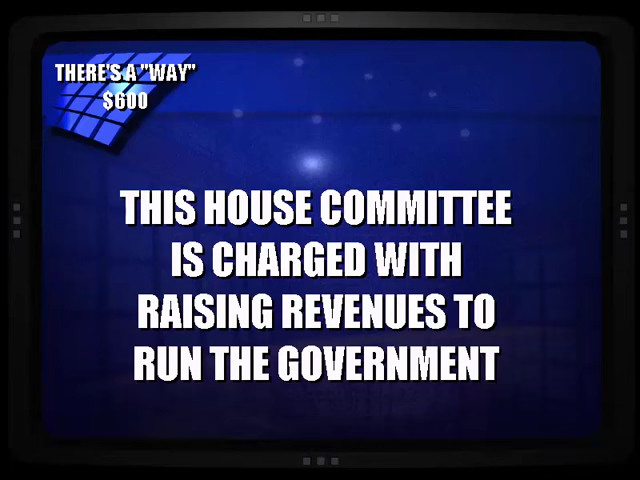 THERE'S A "WAY"
$600
THIS HOUSE COMMITTEE
IS CHARGED WITH
RAISING REVENUES TO
RUN THE GOVERNMENT